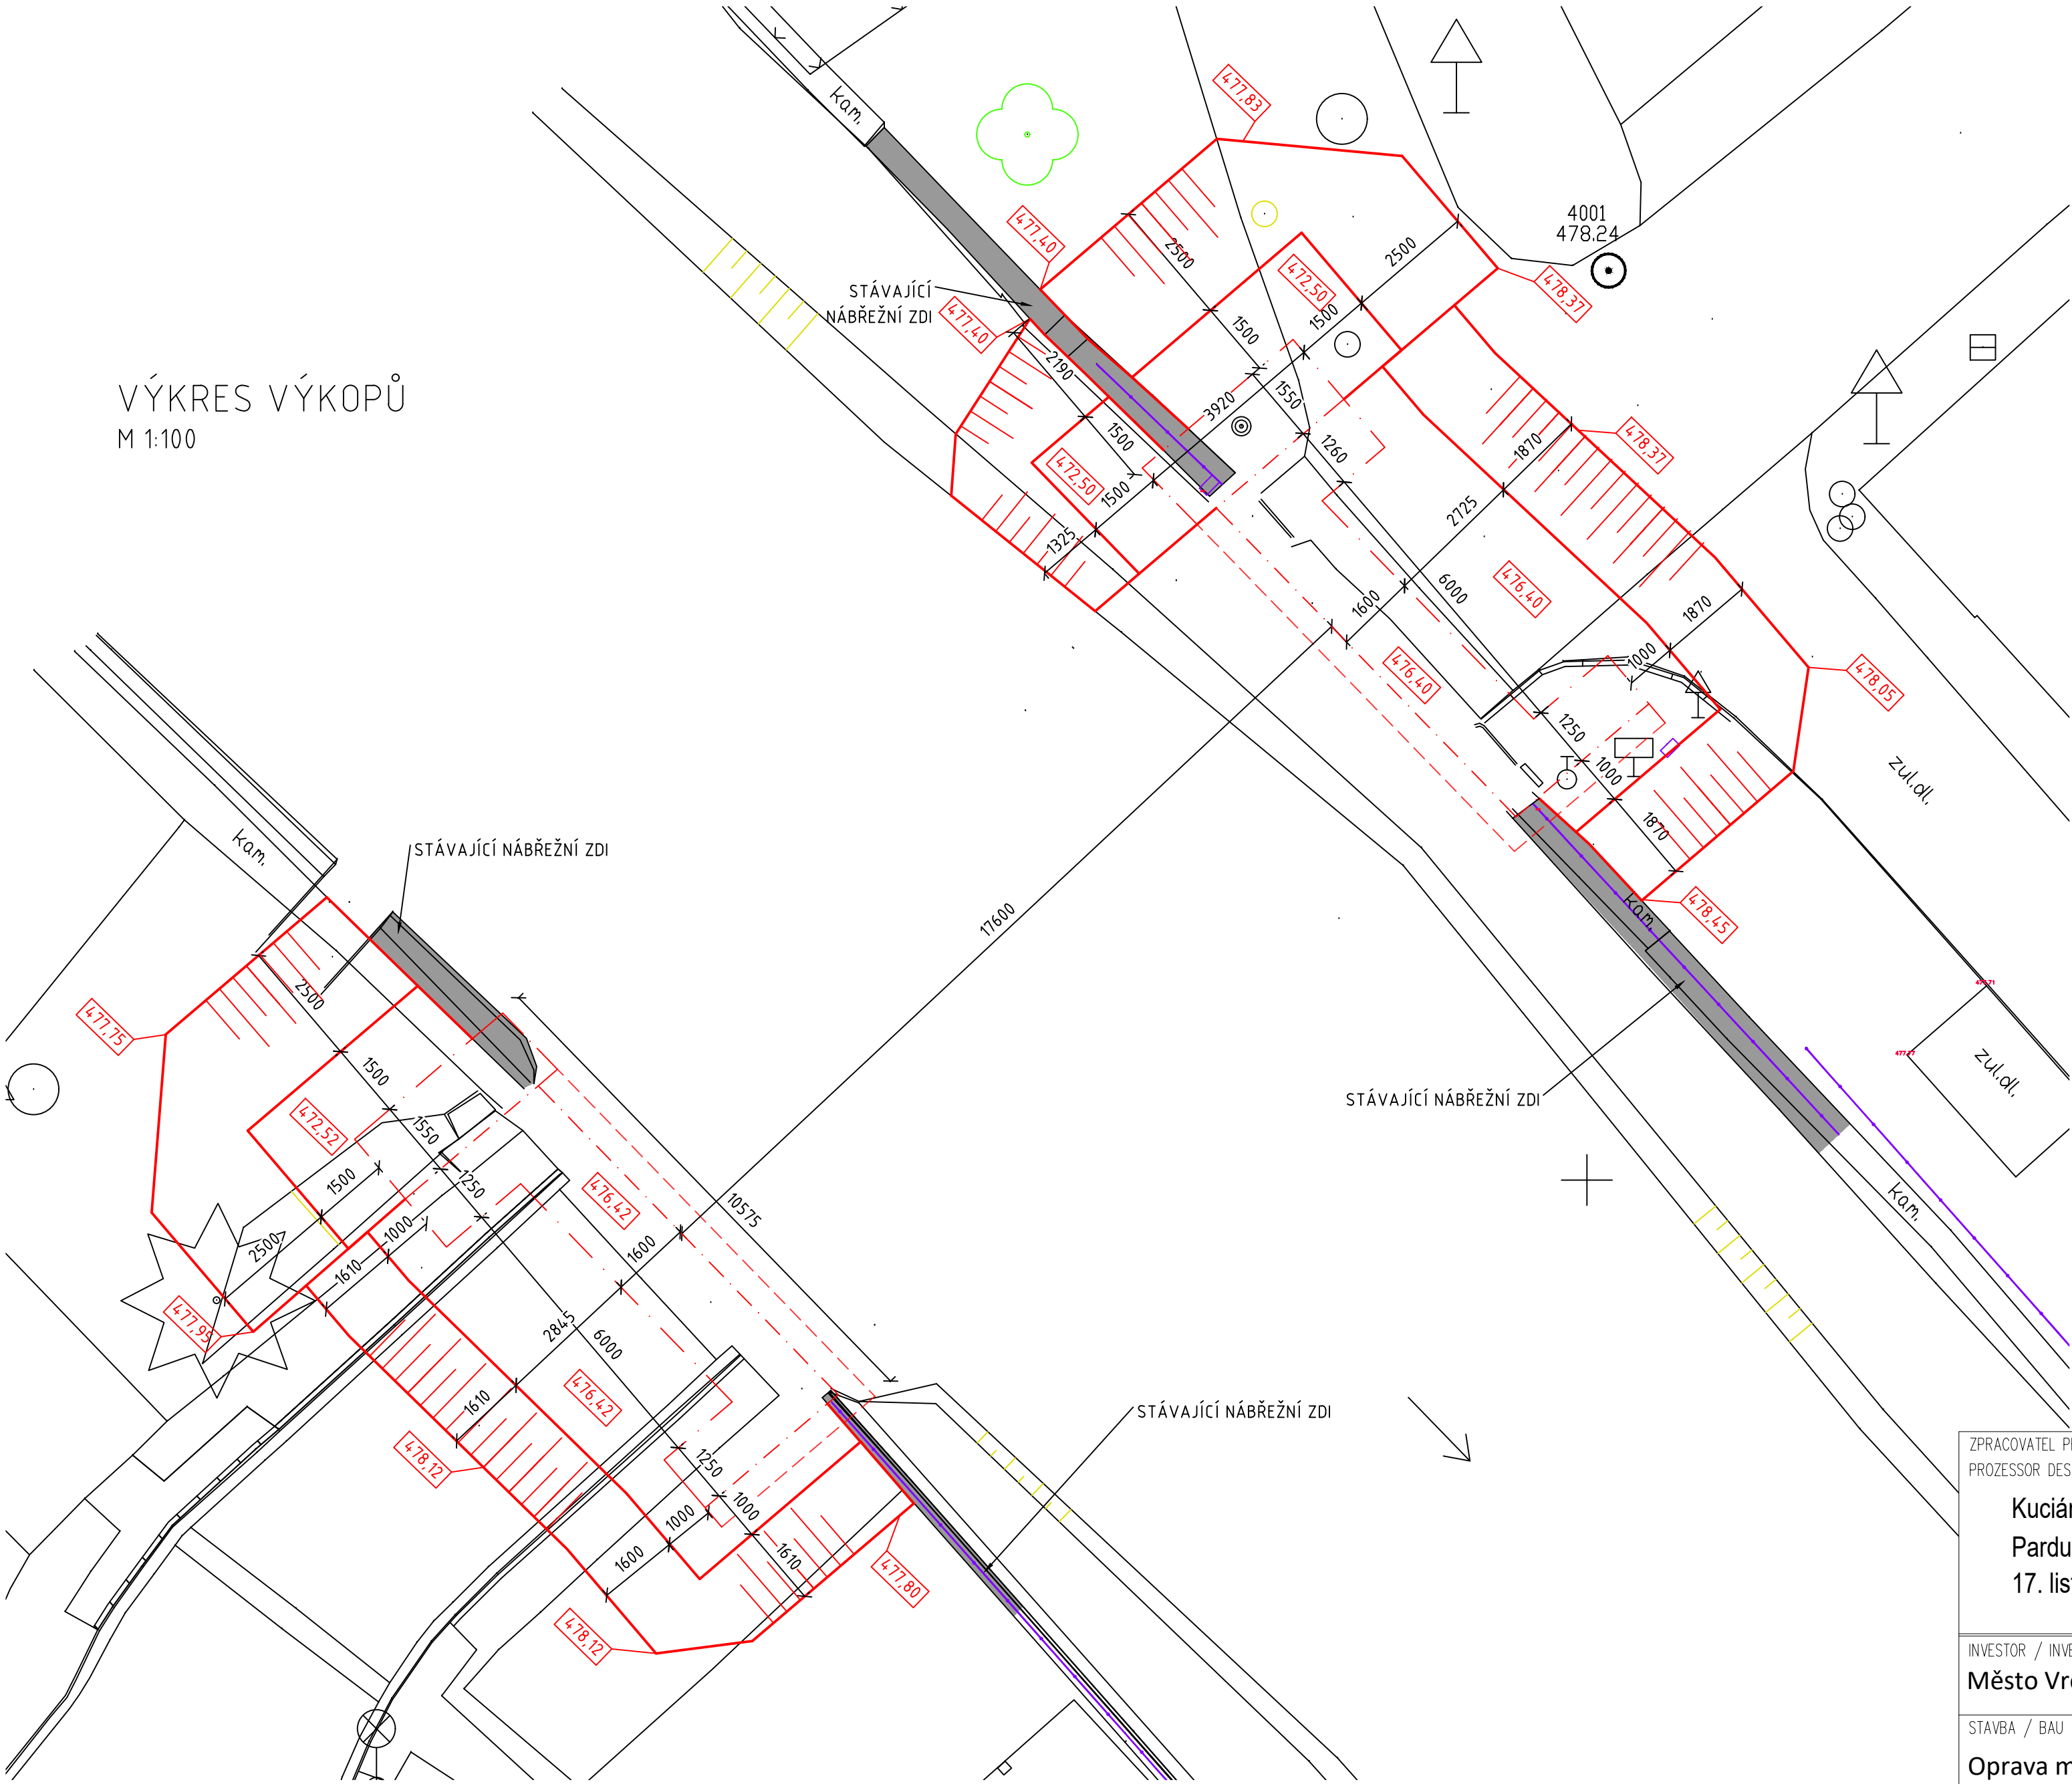 kam.
477,83
4001
478.24
477,40
2500
2500
472,50
478,37
STÁVAJÍCÍ
NÁBŘEŽNÍ ZDI
477,40
1500
1500
2190
1550
3920
VÝKRES VÝKOPŮ
M 1:100
1500
1260
1870
478,37
472,50
1500
2725
1325
6000
476,40
1600
1870
1000
476,40
478,05
1250
1000
zul.dl.
kam.
STÁVAJÍCÍ NÁBŘEŽNÍ ZDI
1870
kam.
478,45
17600
2500
477,75
477,77
zul.dl.
1500
STÁVAJÍCÍ NÁBŘEŽNÍ ZDI
472,52
1550
1500
1250
476,42
10575
kam.
2500
1000
1600
1610
477,95
2845
6000
476,42
1610
STÁVAJÍCÍ NÁBŘEŽNÍ ZDI
478,12
1250
1000
1000
1600
1610
477,80
478,12
ZPRACOVATEL
PROZESSOR DES
Pardu
17. lis
INVESTOR / INV
Město Vr
STAVBA / BAU
Oprava m